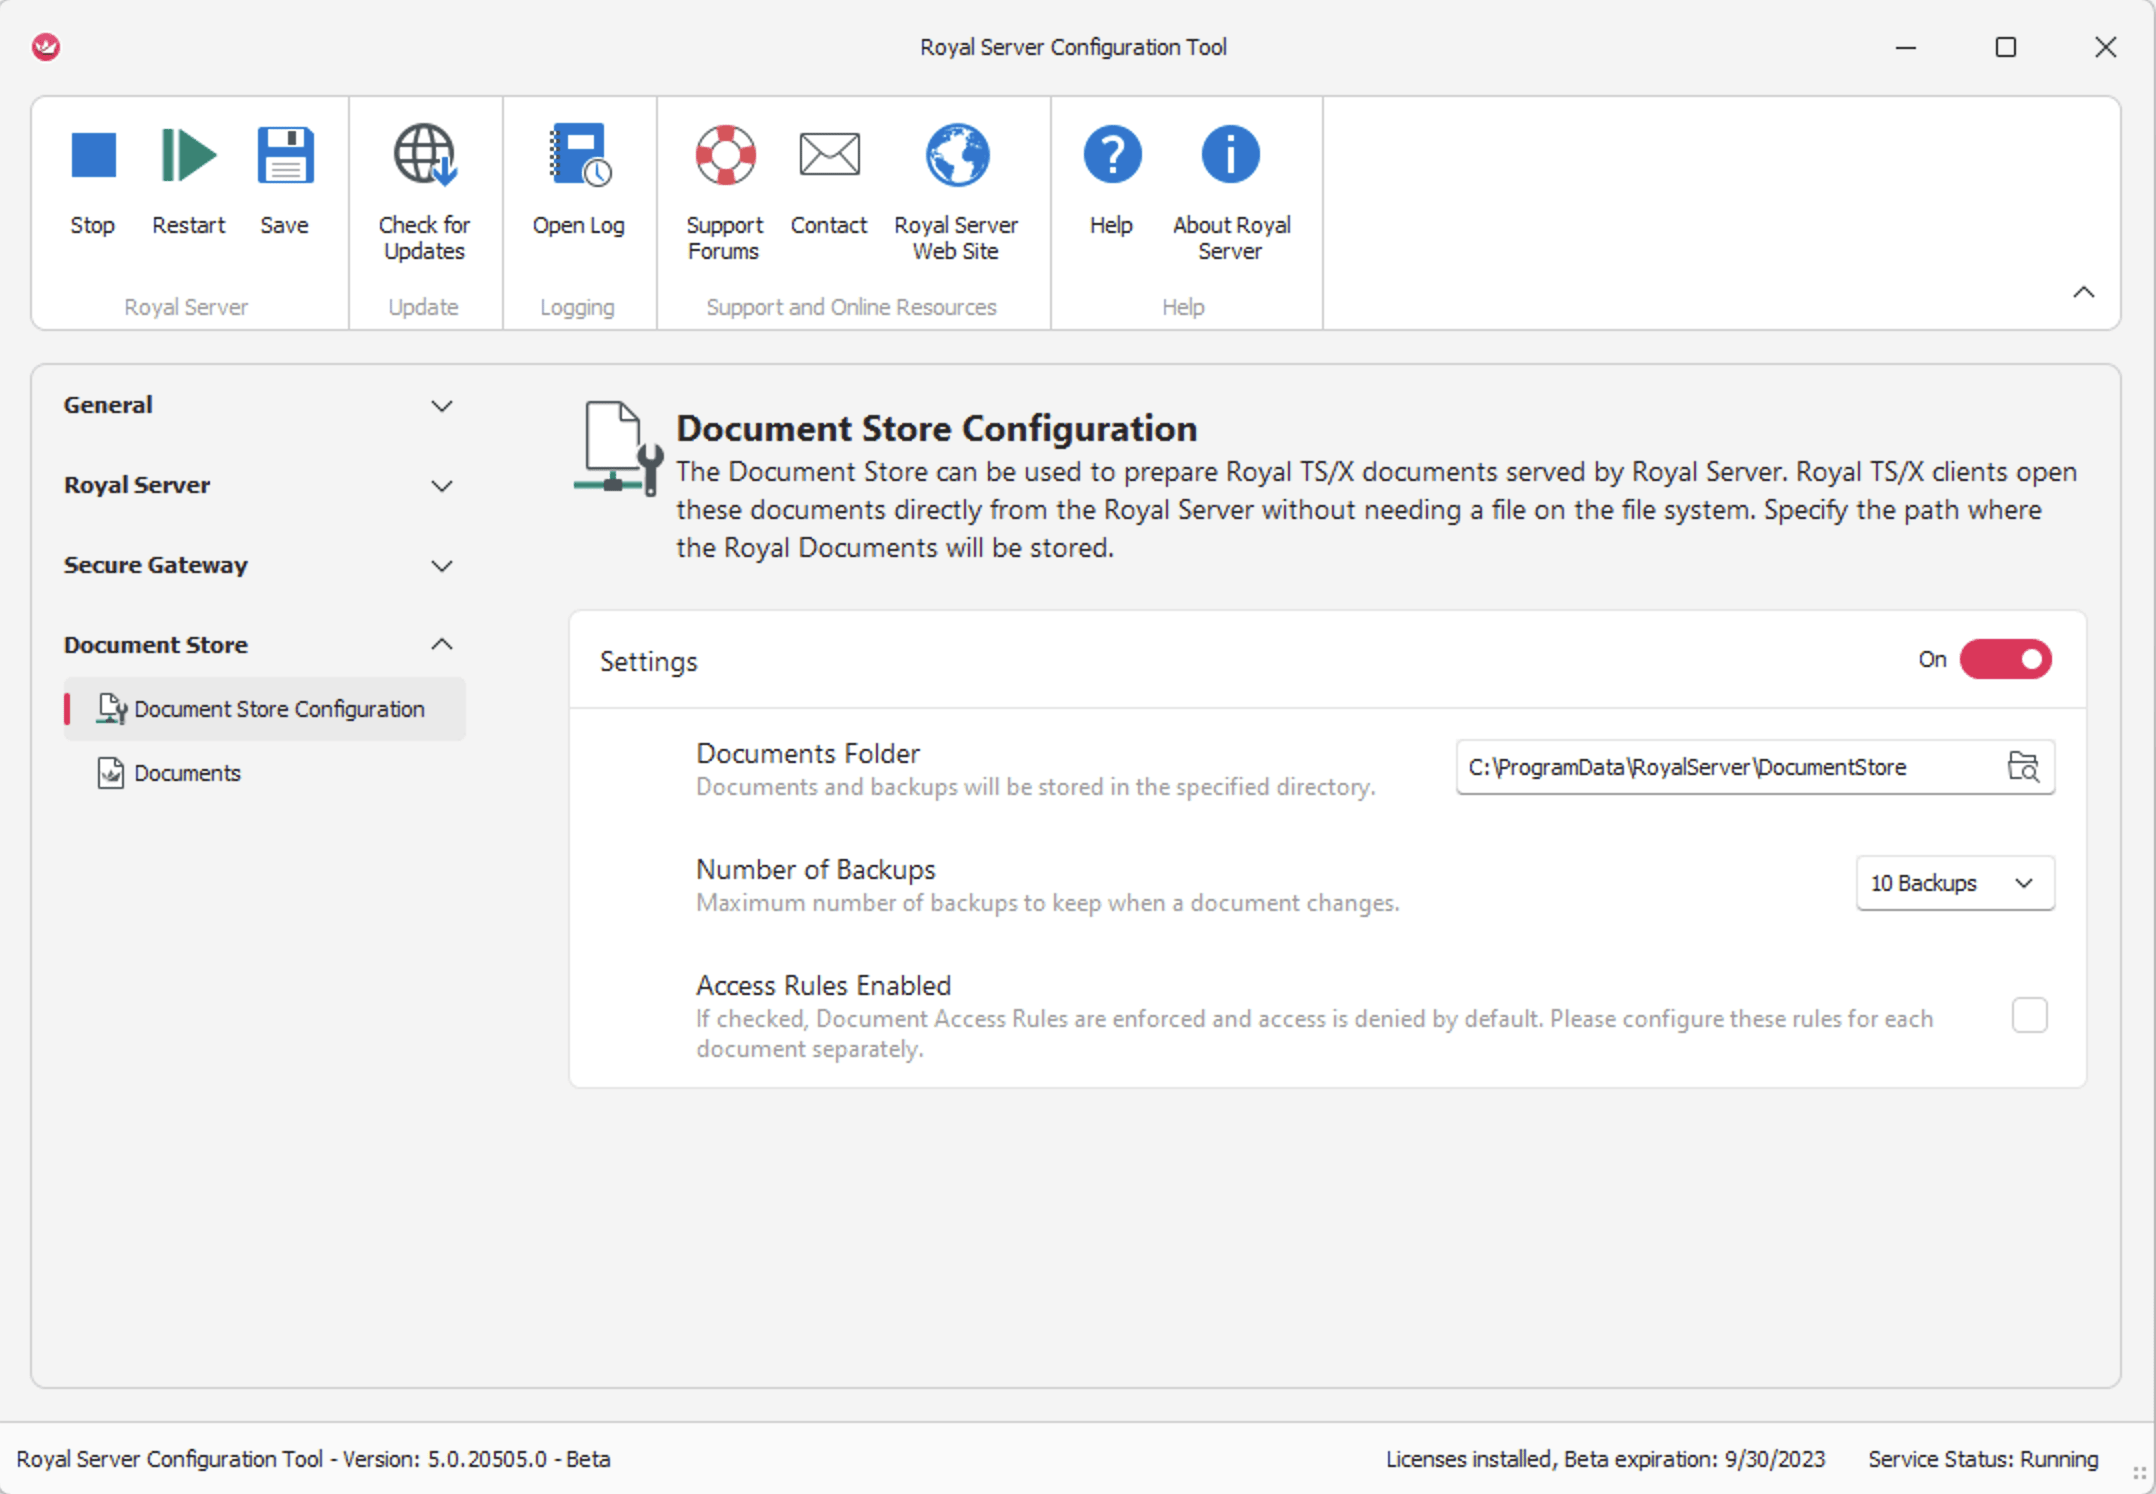 Royal Server Configuration Tool
Stop
Restart
Save
Royal Server
Check for
Updates
Update
Open Log
Logging
Support
Forums
Contact
Royal Server
Web Site
Support and Online Resources
Help
About Royal
Server
Help
General
Royal Server
Secure Gateway
Document Store
Document Store Configuration
Documents
Document Store Configuration
The Document Store can be used to prepare Royal TS/X documents served by Royal Server. Royal TS/X clients open
these documents directly from the Royal Server without needing a file on the file system. Specify the path where
the Royal Documents will be stored.
Settings
On
Documents Folder
Documents and backups will be stored in the specified directory.
C:\ProgramData\RoyalServer\DocumentStore
Number of Backups
Maximum number of backups to keep when a document changes.
10 Backups
Access Rules Enabled
If checked, Document Access Rules are enforced and access is denied by default. Please configure these rules for each
document separately.
Royal Server Configuration Tool - Version: 5.0.20505.0 - Beta
Licenses installed, Beta expiration: 9/30/2023
Service Status: Running